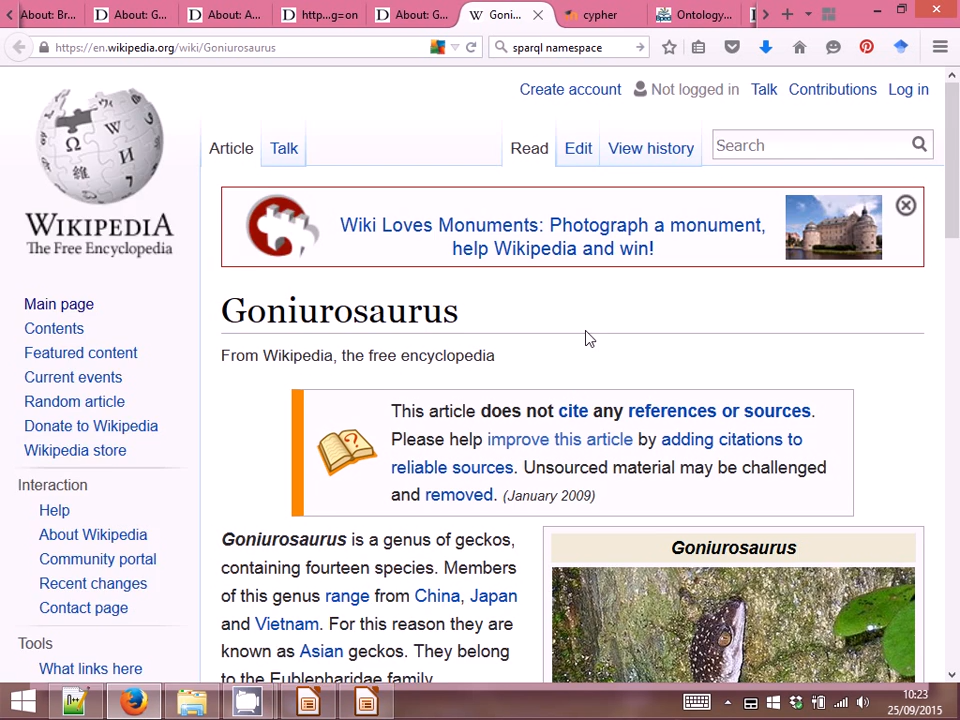 About: Br...
About: G...
About: A...
http...g=on
About: G...
Goni...
cypher
Ontology...
https://en.wikipedia.org/wiki/Goniurosaurus
sparql namespace
Create account Not logged in Talk Contributions Log in
Article Talk Read Edit View history Search
WIKIPEDIA
The Free Encyclopedia
Wiki Loves Monuments: Photograph a monument,
help Wikipedia and win!
Main page
Contents
Featured content
Current events
Random article
Donate to Wikipedia
Wikipedia store
Interaction
Help
About Wikipedia
Community portal
Recent changes
Contact page
Tools
What links here
Goniurosaurus
From Wikipedia, the free encyclopedia
This article does not cite any references or sources.
Please help improve this article by adding citations to
reliable sources. Unsourced material may be challenged
and removed. (January 2009)
Goniurosaurus is a genus of geckos,
containing fourteen species. Members
of this genus range from China, Japan
and Vietnam. For this reason they are
known as Asian geckos. They belong
to the Eublepharidae family.
Goniurosaurus
10:23
25/09/2015